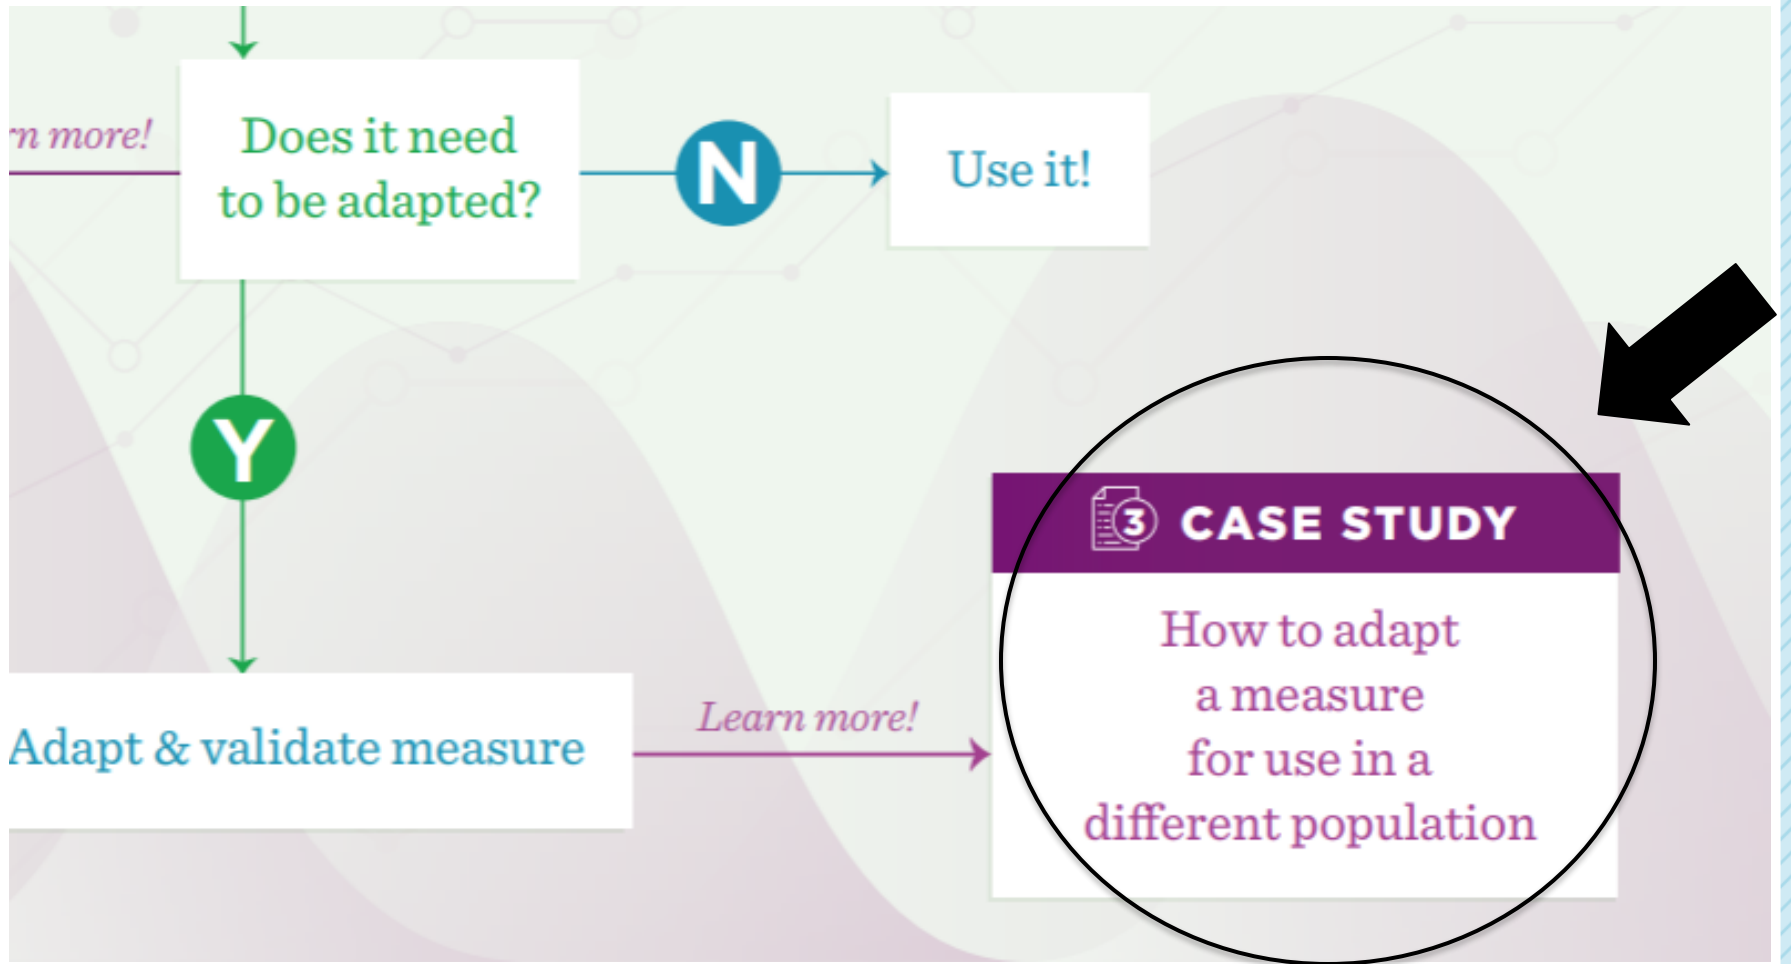 rn more!
Does it need
to be adapted?
N
Use it!
Y
3 CASE STUDY
How to adapt
a measure
for use in a
different population
Adapt & validate measure
Learn more!